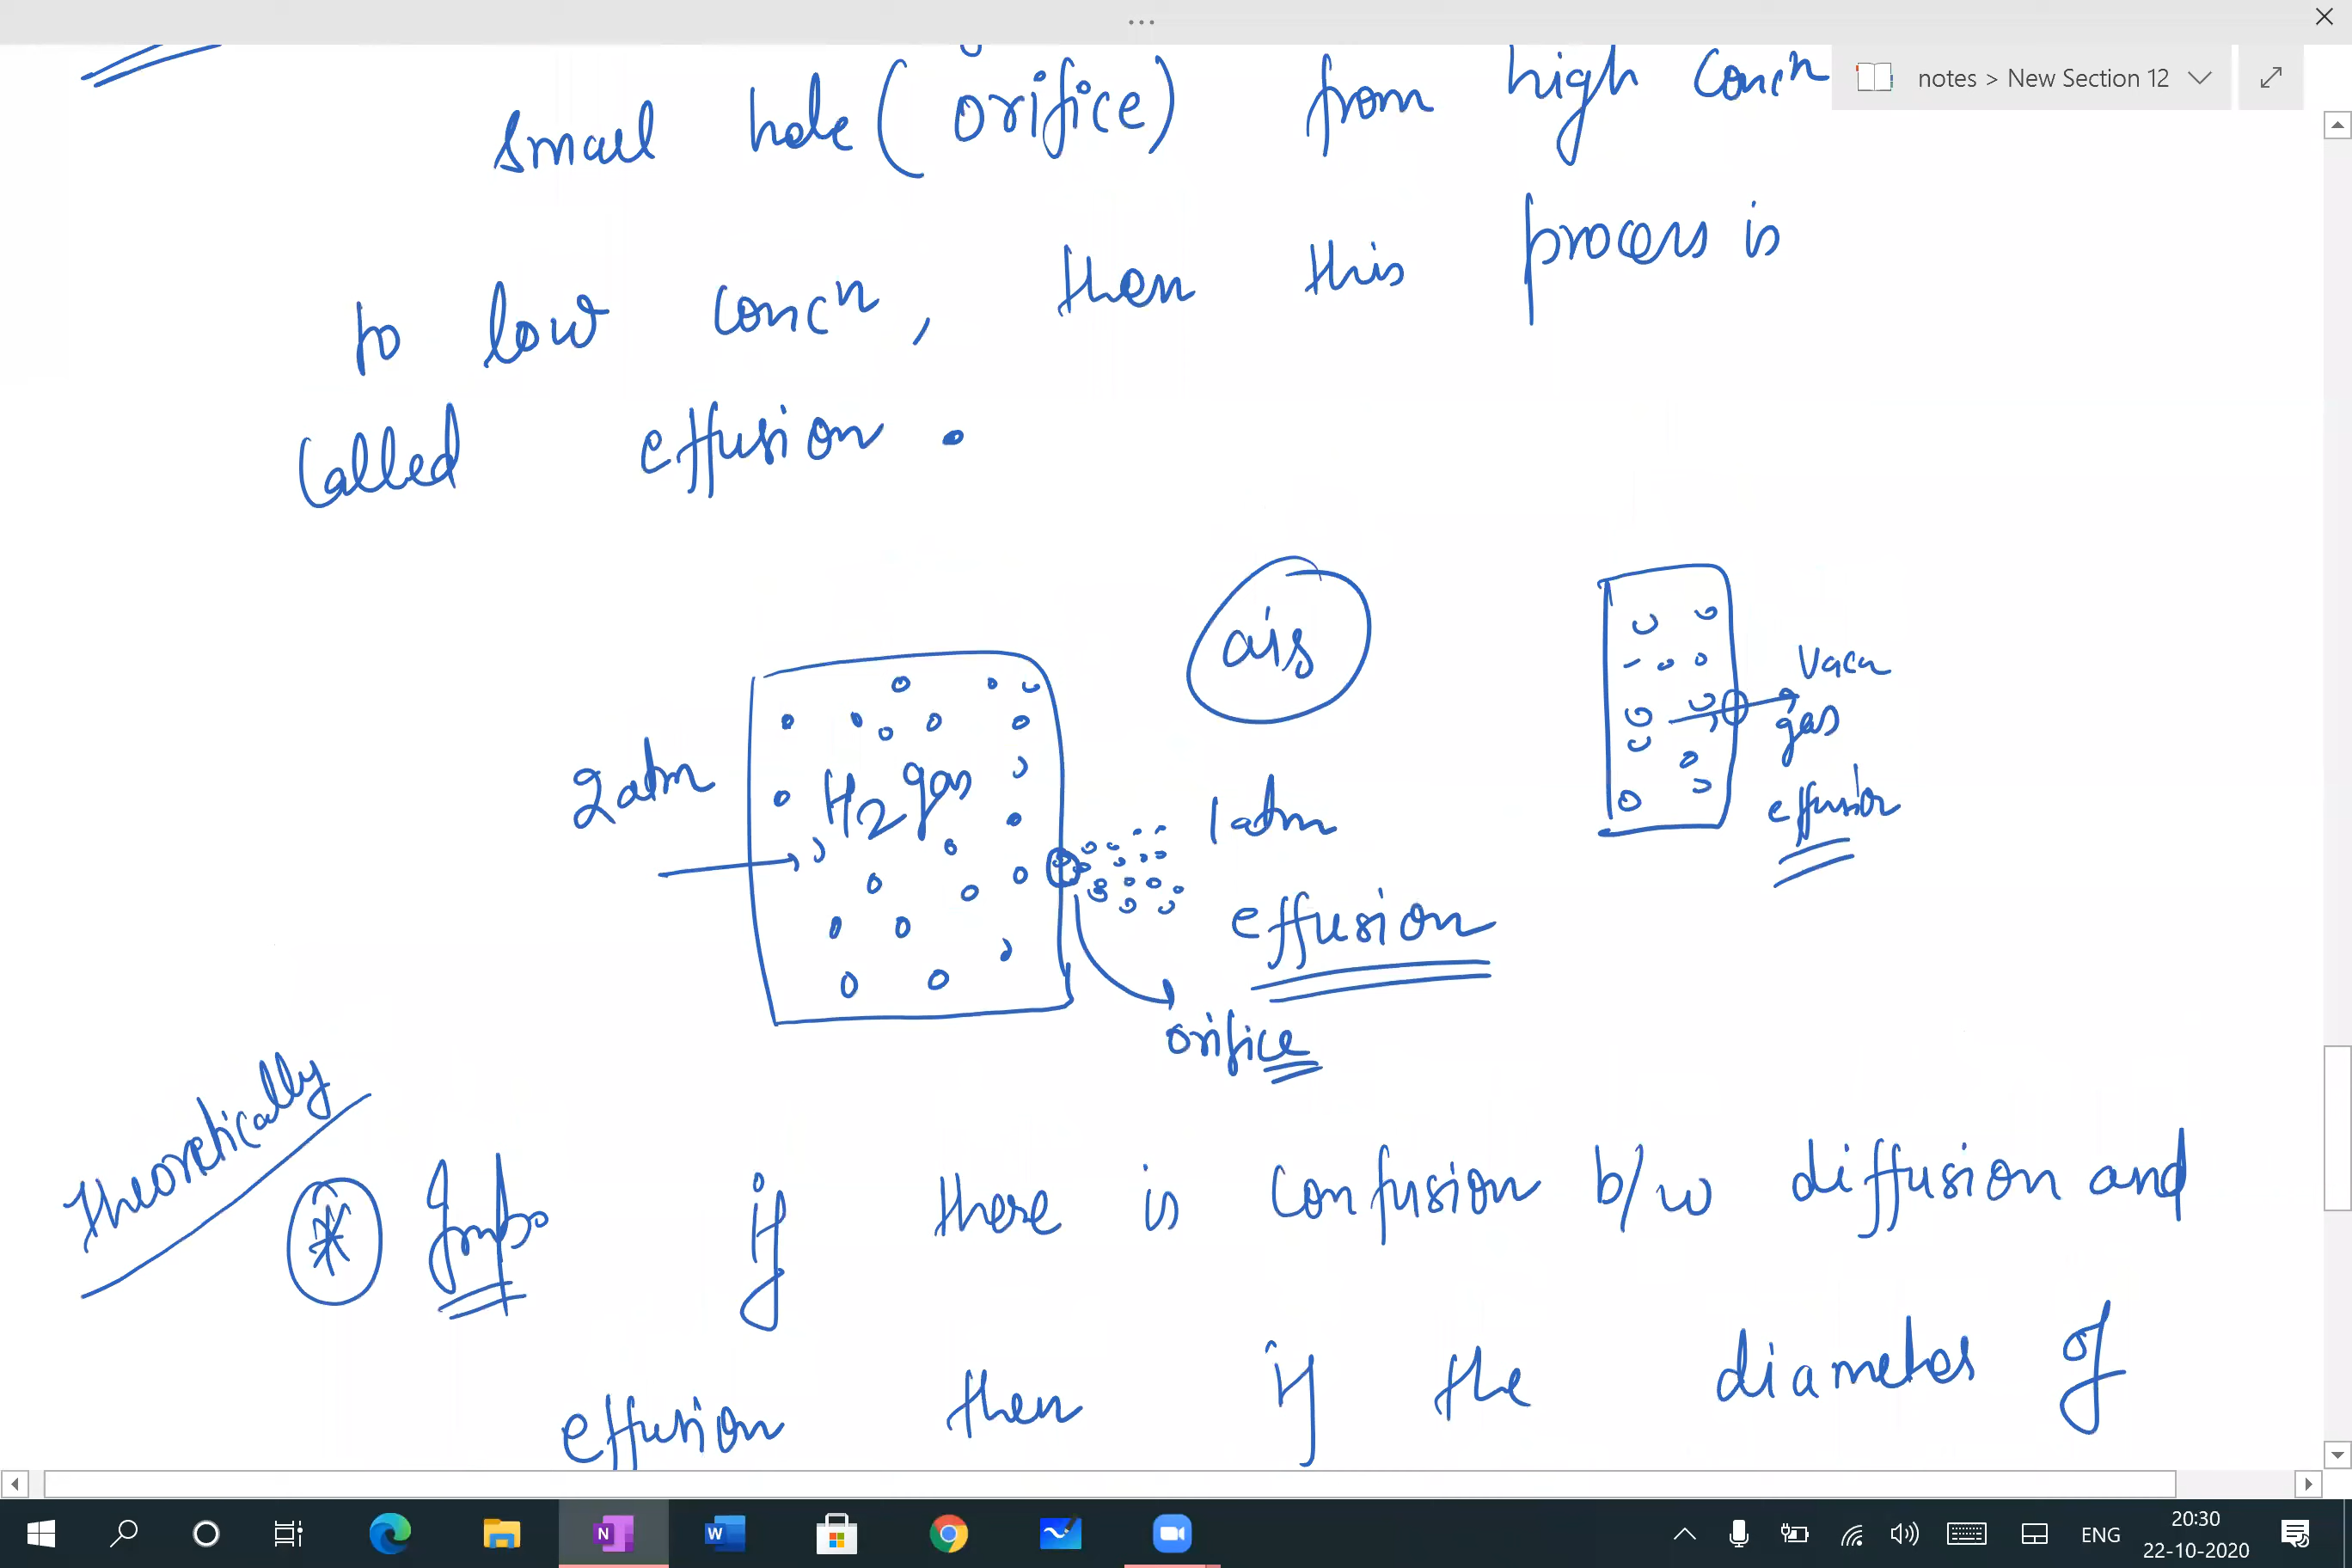 notes > New Section 12
small hole (orifice) from high concn
to low concn, then this process is
called effusion.
air
2atm
H2 gas
1atm
effusion
orifice
Vacu
gas
effusion
theoretically
* Imp. if there is confusion b/w diffusion and
effusion then if the diameter of
N
W
ENG
20:30
22-10-2020